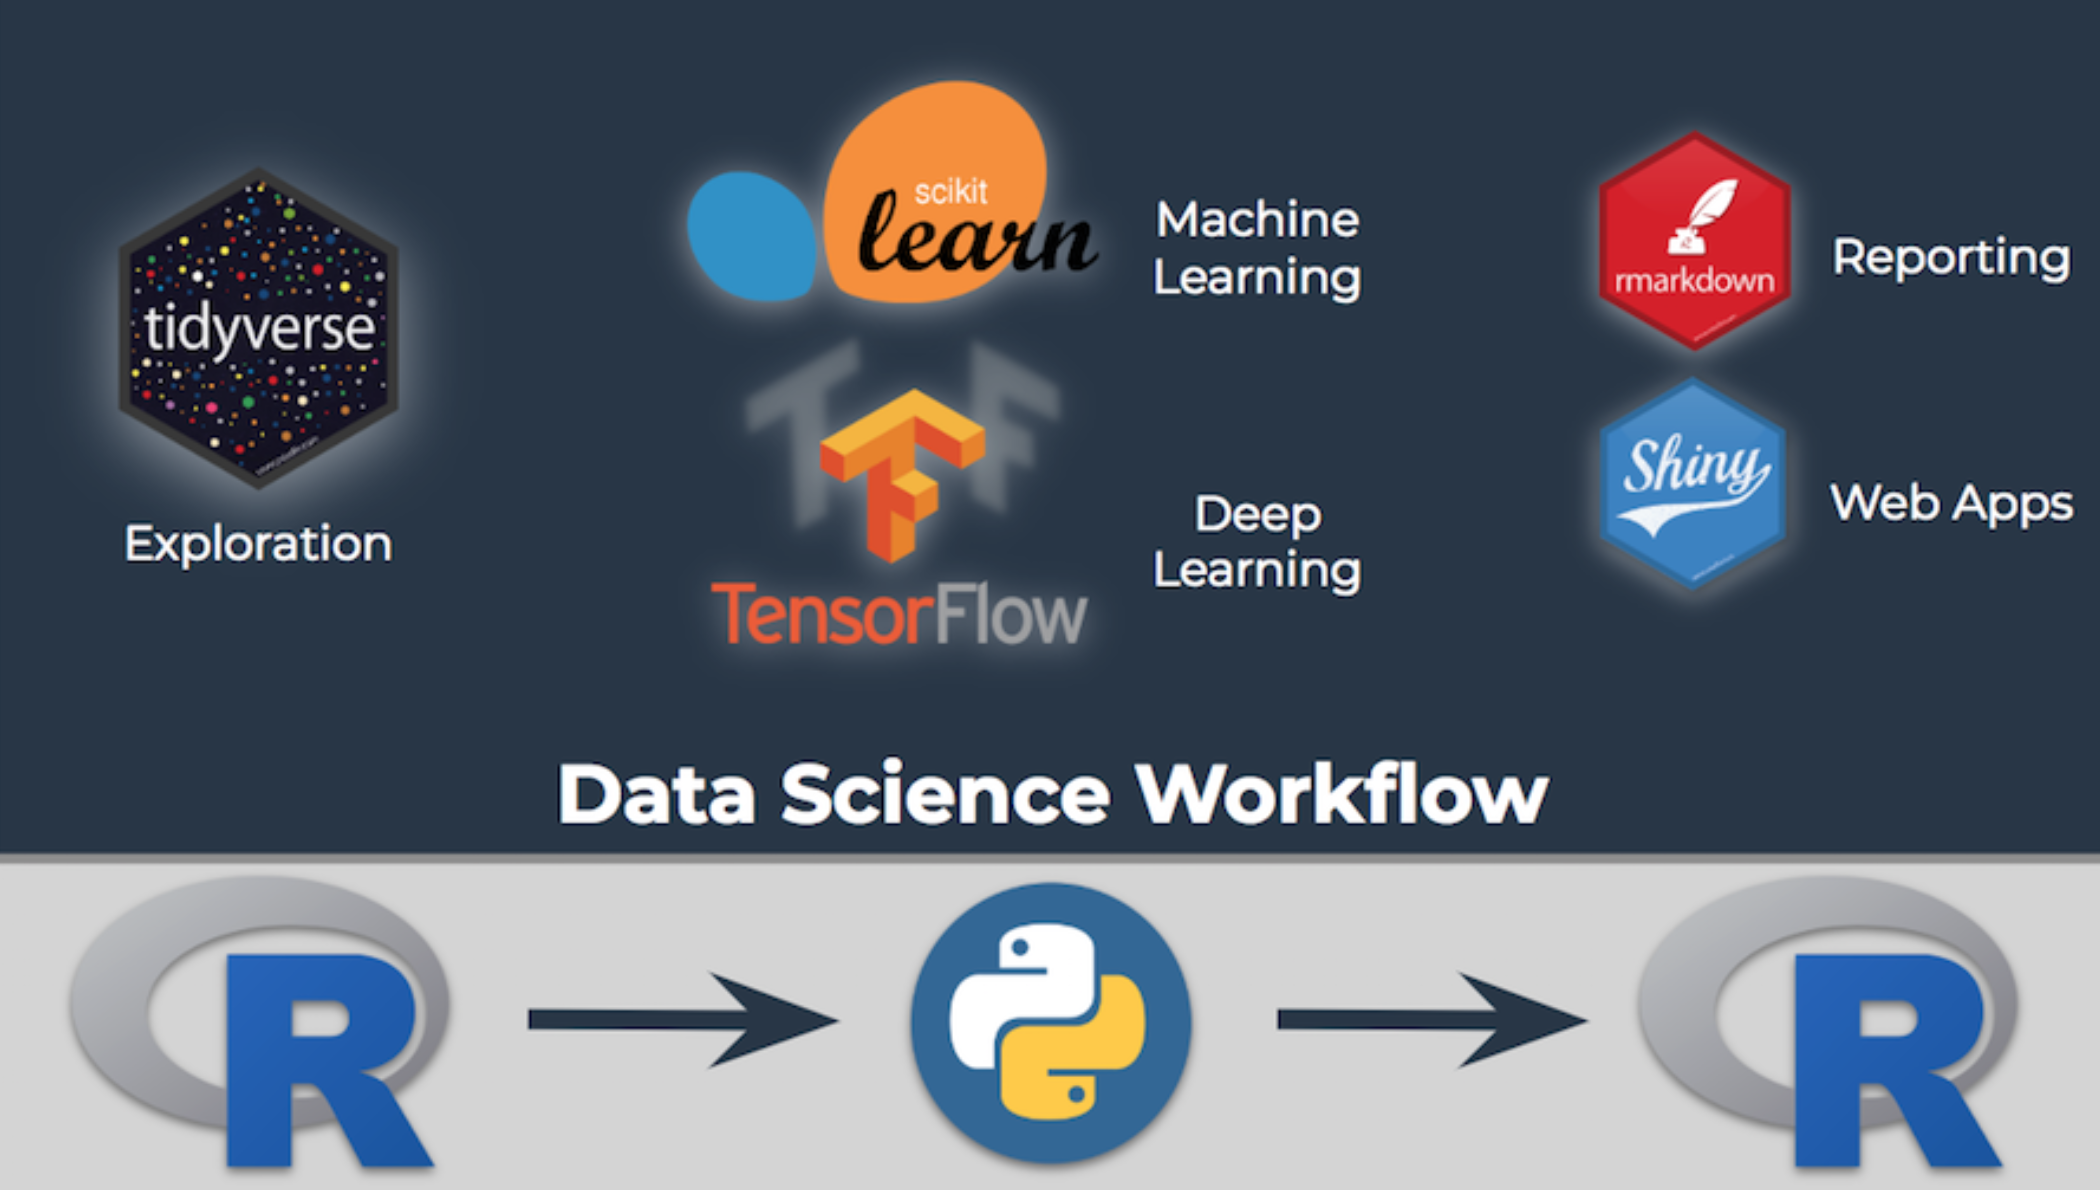 tidyverse
Exploration
scikit
learn
Machine
Learning
TensorFlow
Deep
Learning
rmarkdown
Reporting
Shiny
Web Apps
Data Science Workflow
R
R